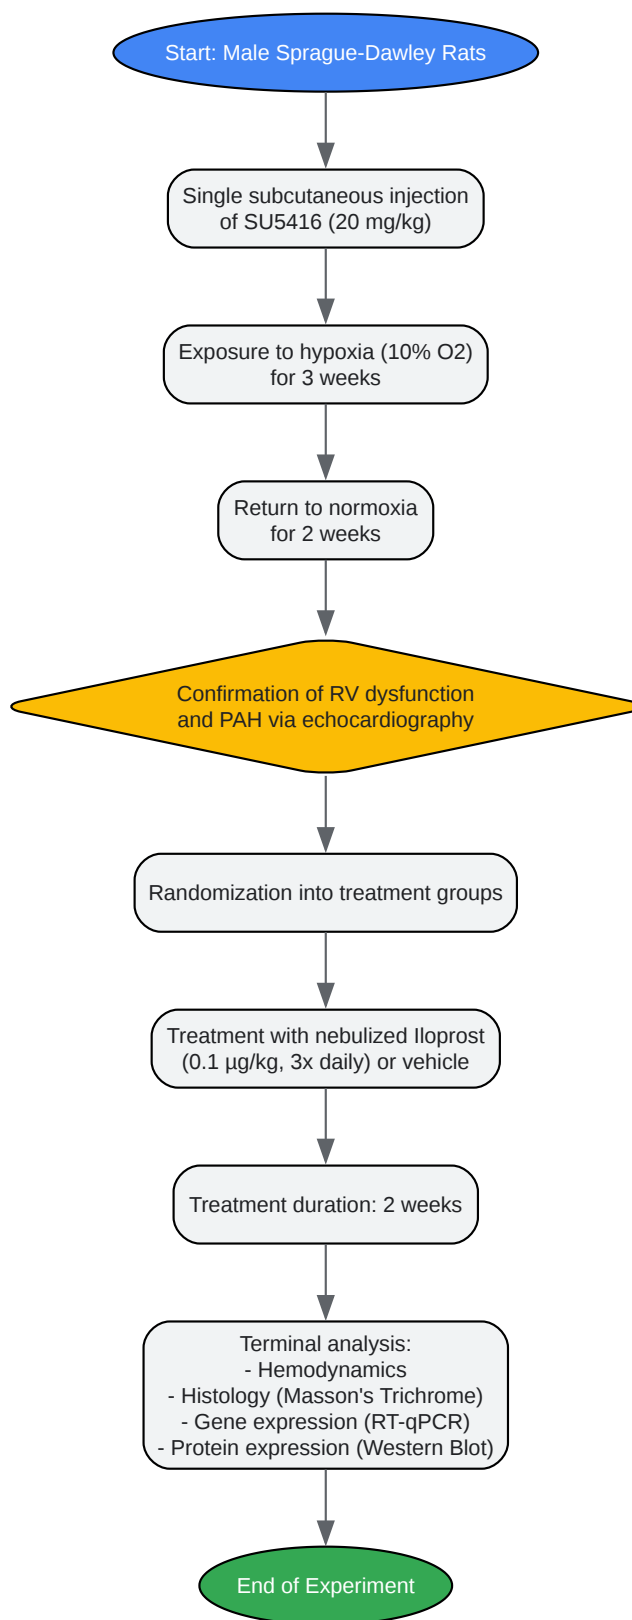 Start: Male Sprague-Dawley Rats
Single subcutaneous injection
of SU5416 (20 mg/kg)
Exposure to hypoxia (10% O2)
for 3 weeks
Return to normoxia
for 2 weeks
Confirmation of RV dysfunction
and PAH via echocardiography
Randomization into treatment groups
Treatment with nebulized Iloprost
(0.1 µg/kg, 3x daily) or vehicle
Treatment duration: 2 weeks
Terminal analysis:
- Hemodynamics
- Histology (Masson's Trichrome)
- Gene expression (RT-qPCR)
- Protein expression (Western Blot)
End of Experiment